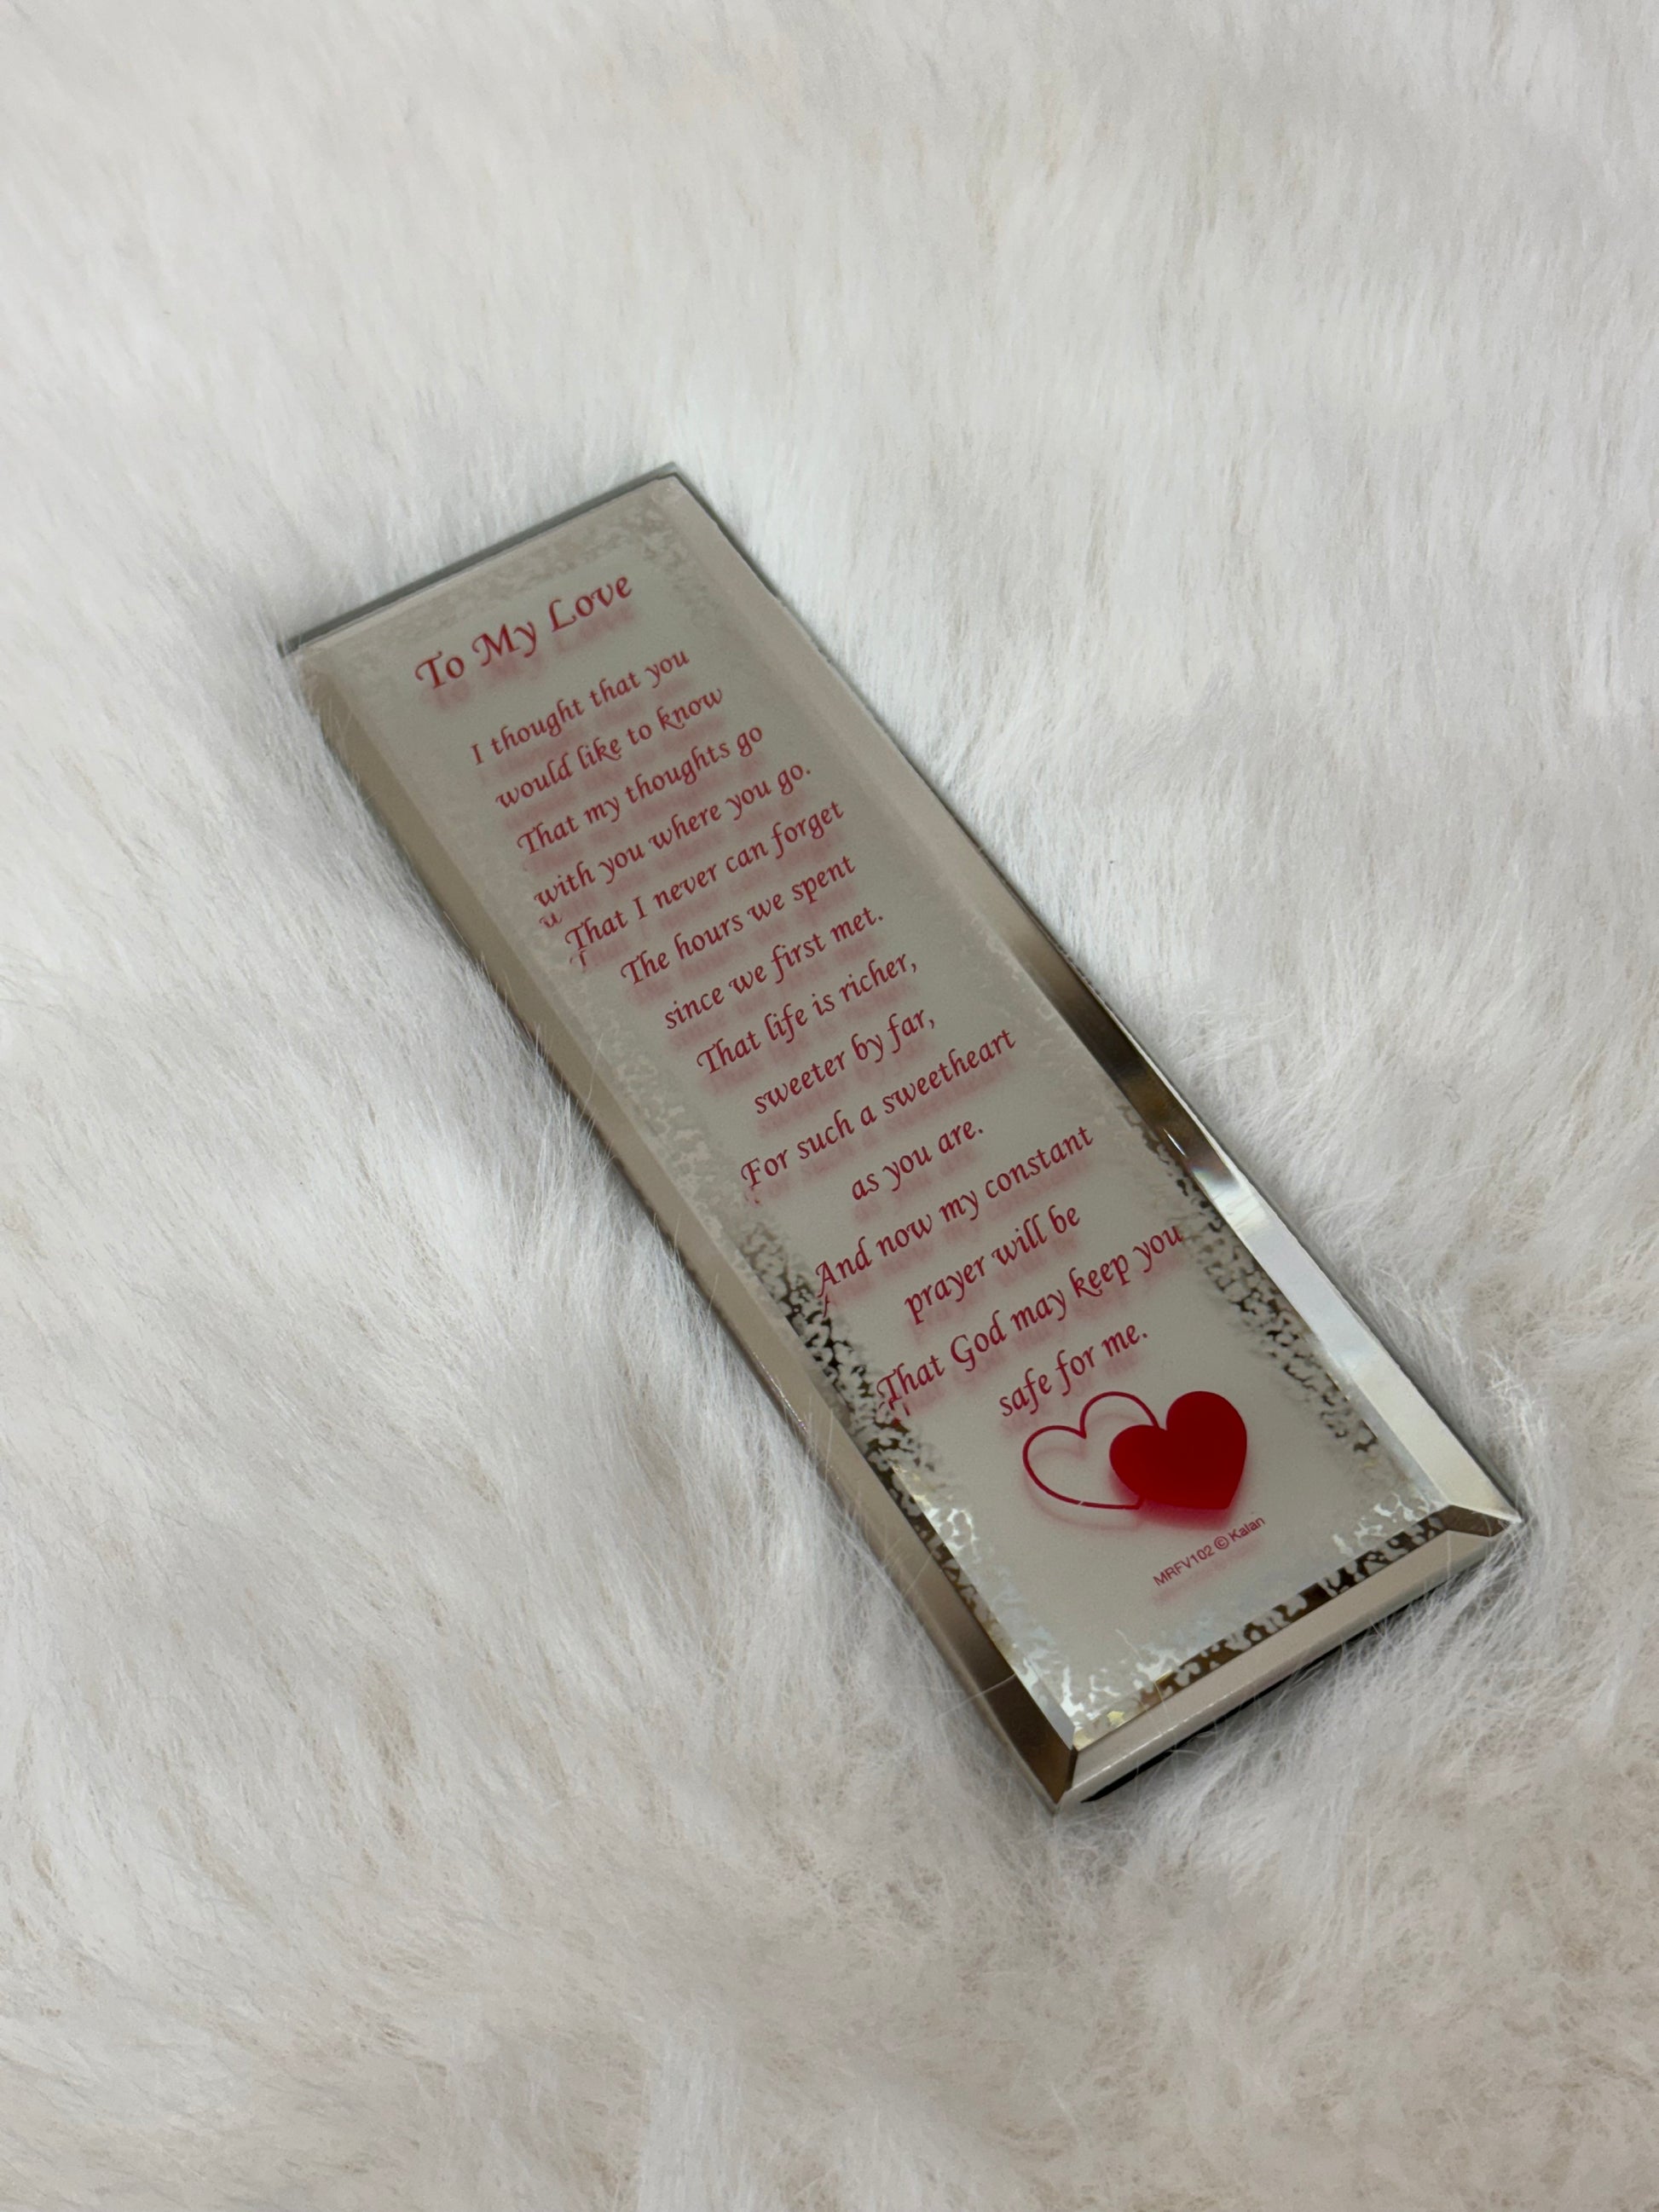 To My Love
I thought that you
would like to know
That my thoughts go
with you where you go.
That I never can forget
The hours we spent
since we first met.
That life is richer,
sweeter by far,
For such a sweetheart
as you are.
And now my constant
prayer will be
That God may keep you
safe for me.
MRFV102 © Kalan